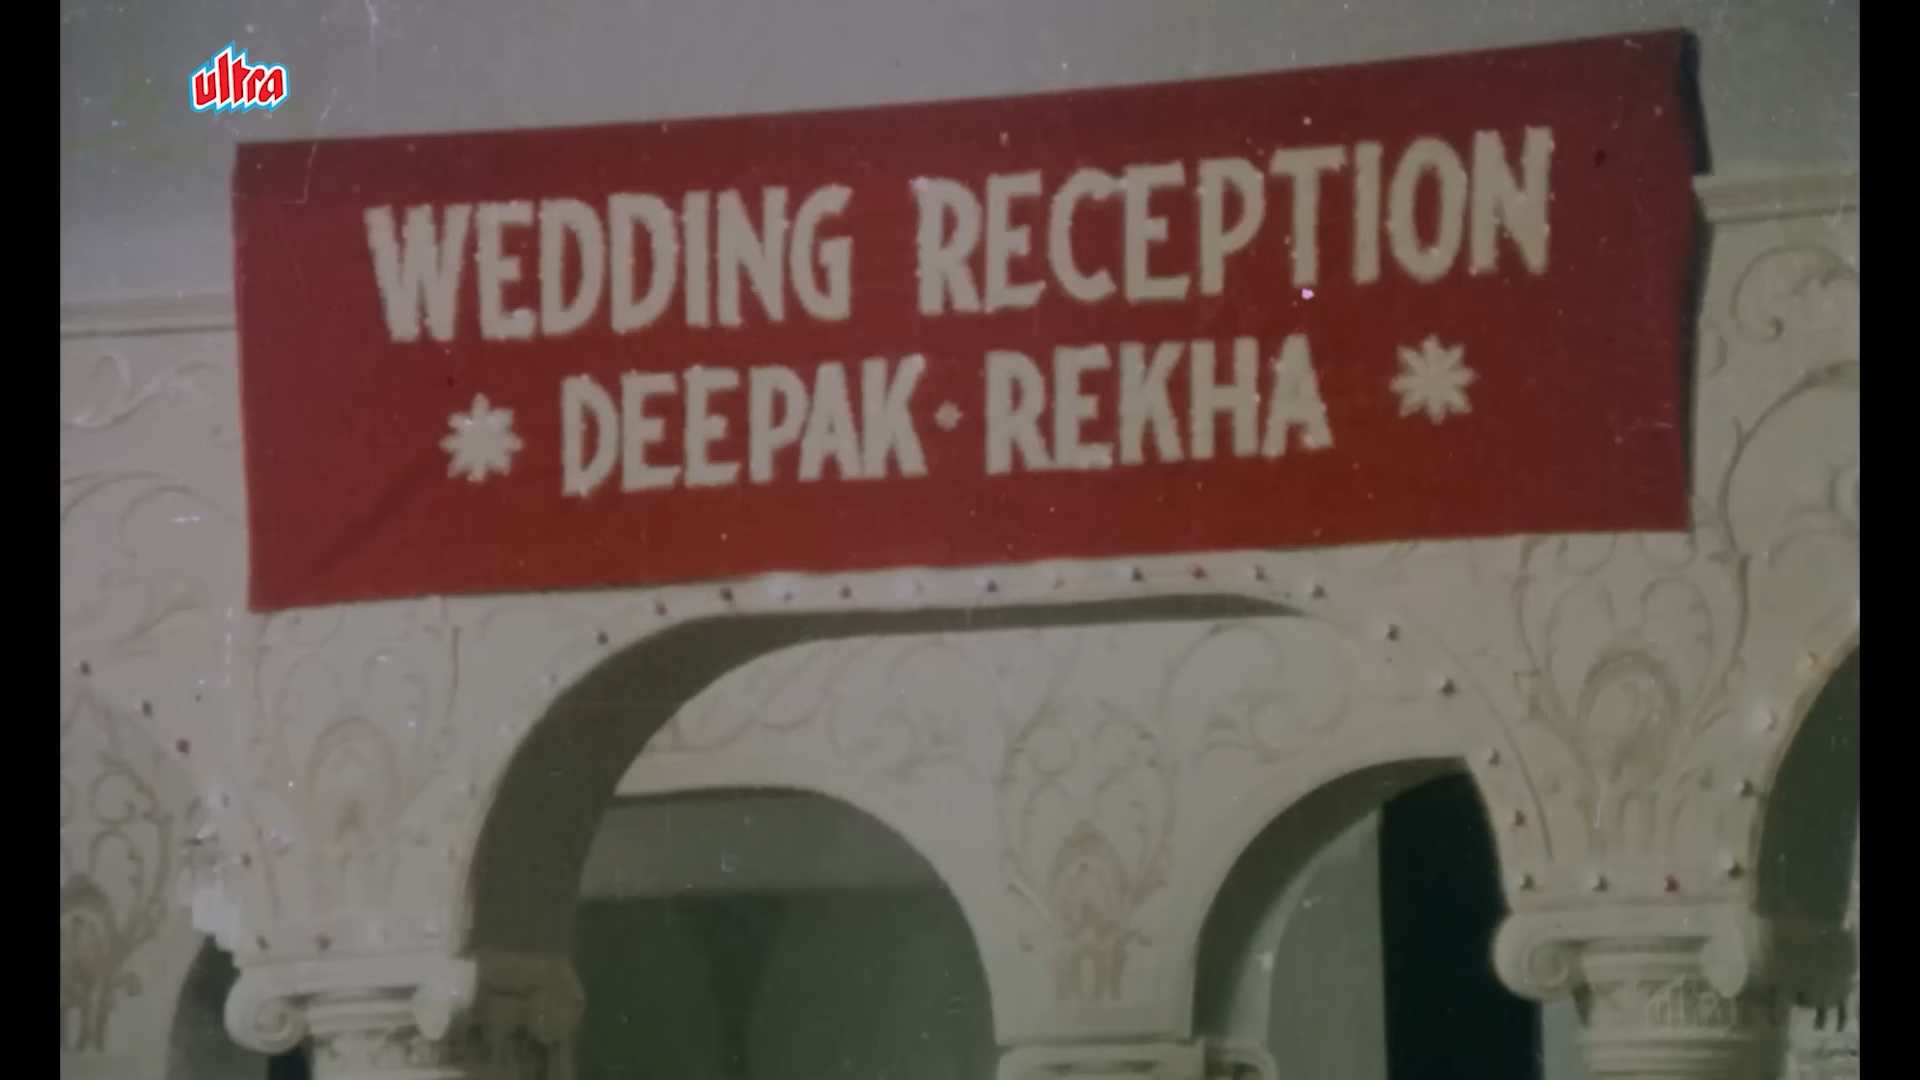 ultra
WEDDING RECEPTION
* DEEPAK · REKHA *